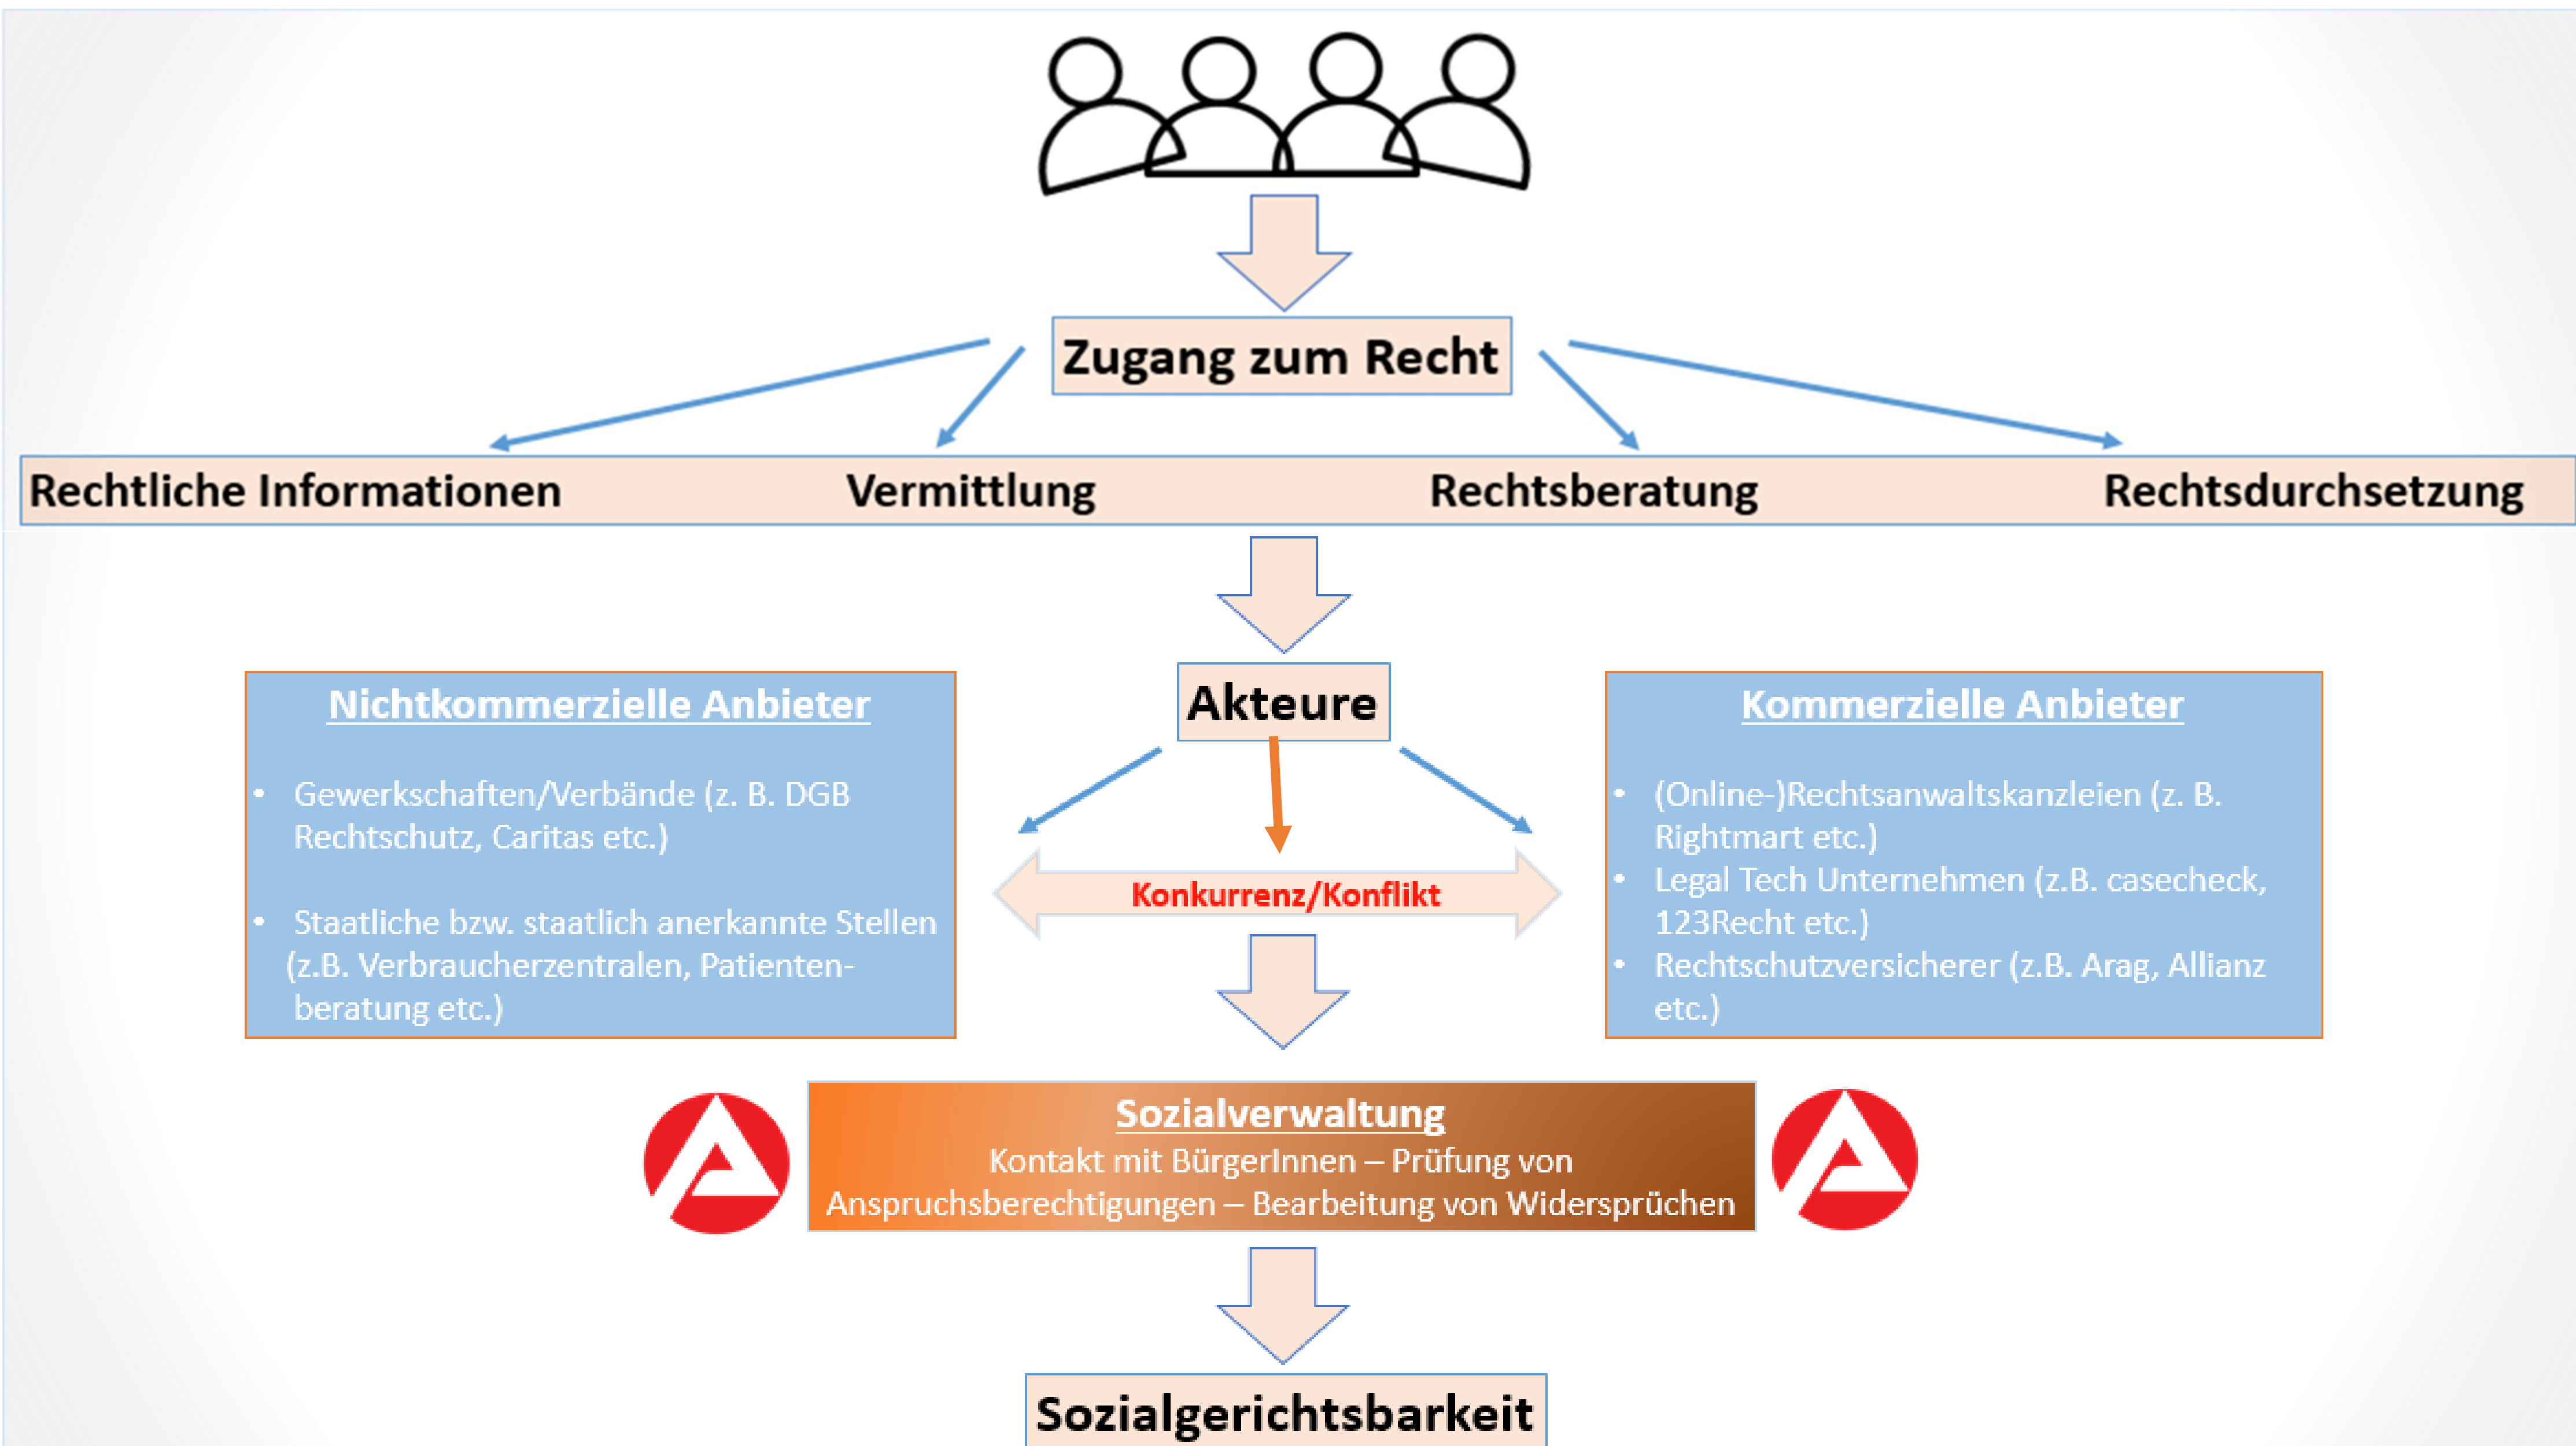 Zugang zum Recht
Rechtliche Informationen
Vermittlung
Rechtsberatung
Rechtsdurchsetzung
Akteure
Nichtkommerzielle Anbieter
• Gewerkschaften/Verbände (z. B. DGB
Rechtschutz, Caritas etc.)
• Staatliche bzw. staatlich anerkannte Stellen
(z.B. Verbraucherzentralen, Patienten-
beratung etc.)
Konkurrenz/Konflikt
Kommerzielle Anbieter
• (Online-)Rechtsanwaltskanzleien (z. B.
Rightmart etc.)
• Legal Tech Unternehmen (z.B. casecheck,
123Recht etc.)
• Rechtschutzversicherer (z.B. Arag, Allianz
etc.)
Sozialverwaltung
Kontakt mit BürgerInnen – Prüfung von
Anspruchsberechtigungen – Bearbeitung von Widersprüchen
Sozialgerichtsbarkeit